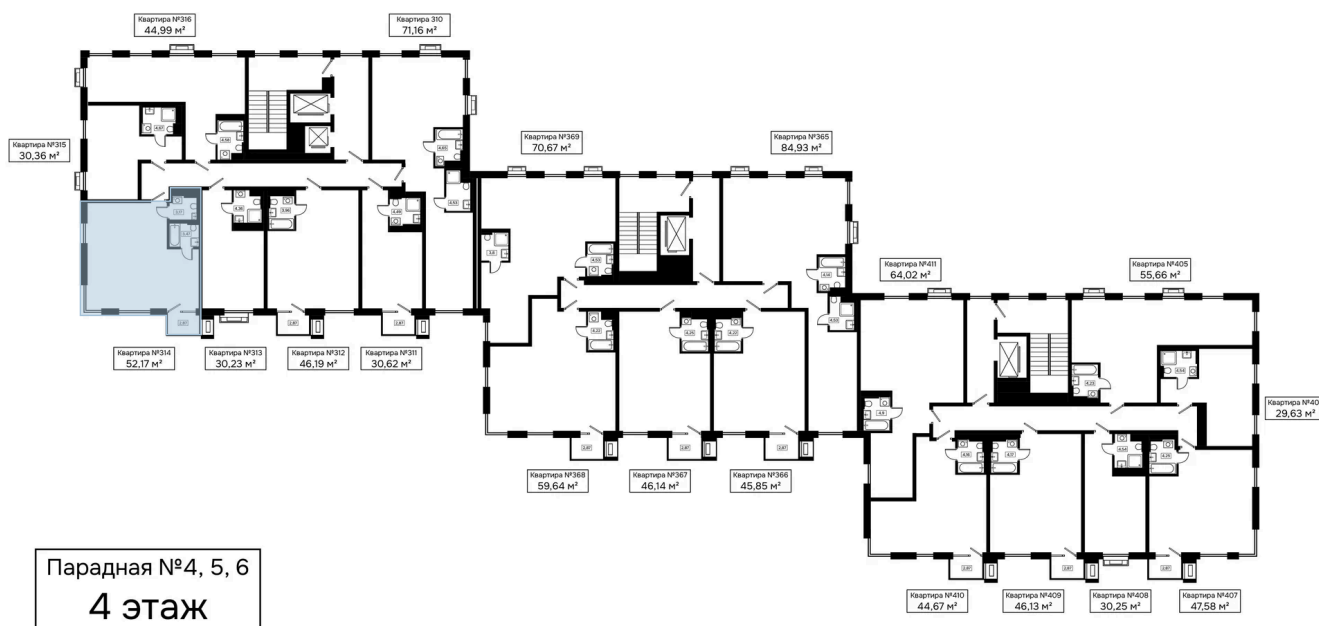 Квартира №316
44,99 м²
Квартира 310
71,16 м²
Квартира №315
30,36 м²
Квартира №369
70,67 м²
Квартира №365
84,93 м²
Квартира №411
64,02 м²
Квартира №405
55,66 м²
Квартира №314
52,17 м²
Квартира №313
30,23 м²
Квартира №312
46,19 м²
Квартира №311
30,62 м²
Квартира №40
29,63 м²
Квартира №368
59,64 м²
Квартира №367
46,14 м²
Квартира №366
45,85 м²
Квартира №410
44,67 м²
Квартира №409
46,13 м²
Квартира №408
30,25 м²
Квартира №407
47,58 м²
Парадная №4, 5, 6
4 этаж